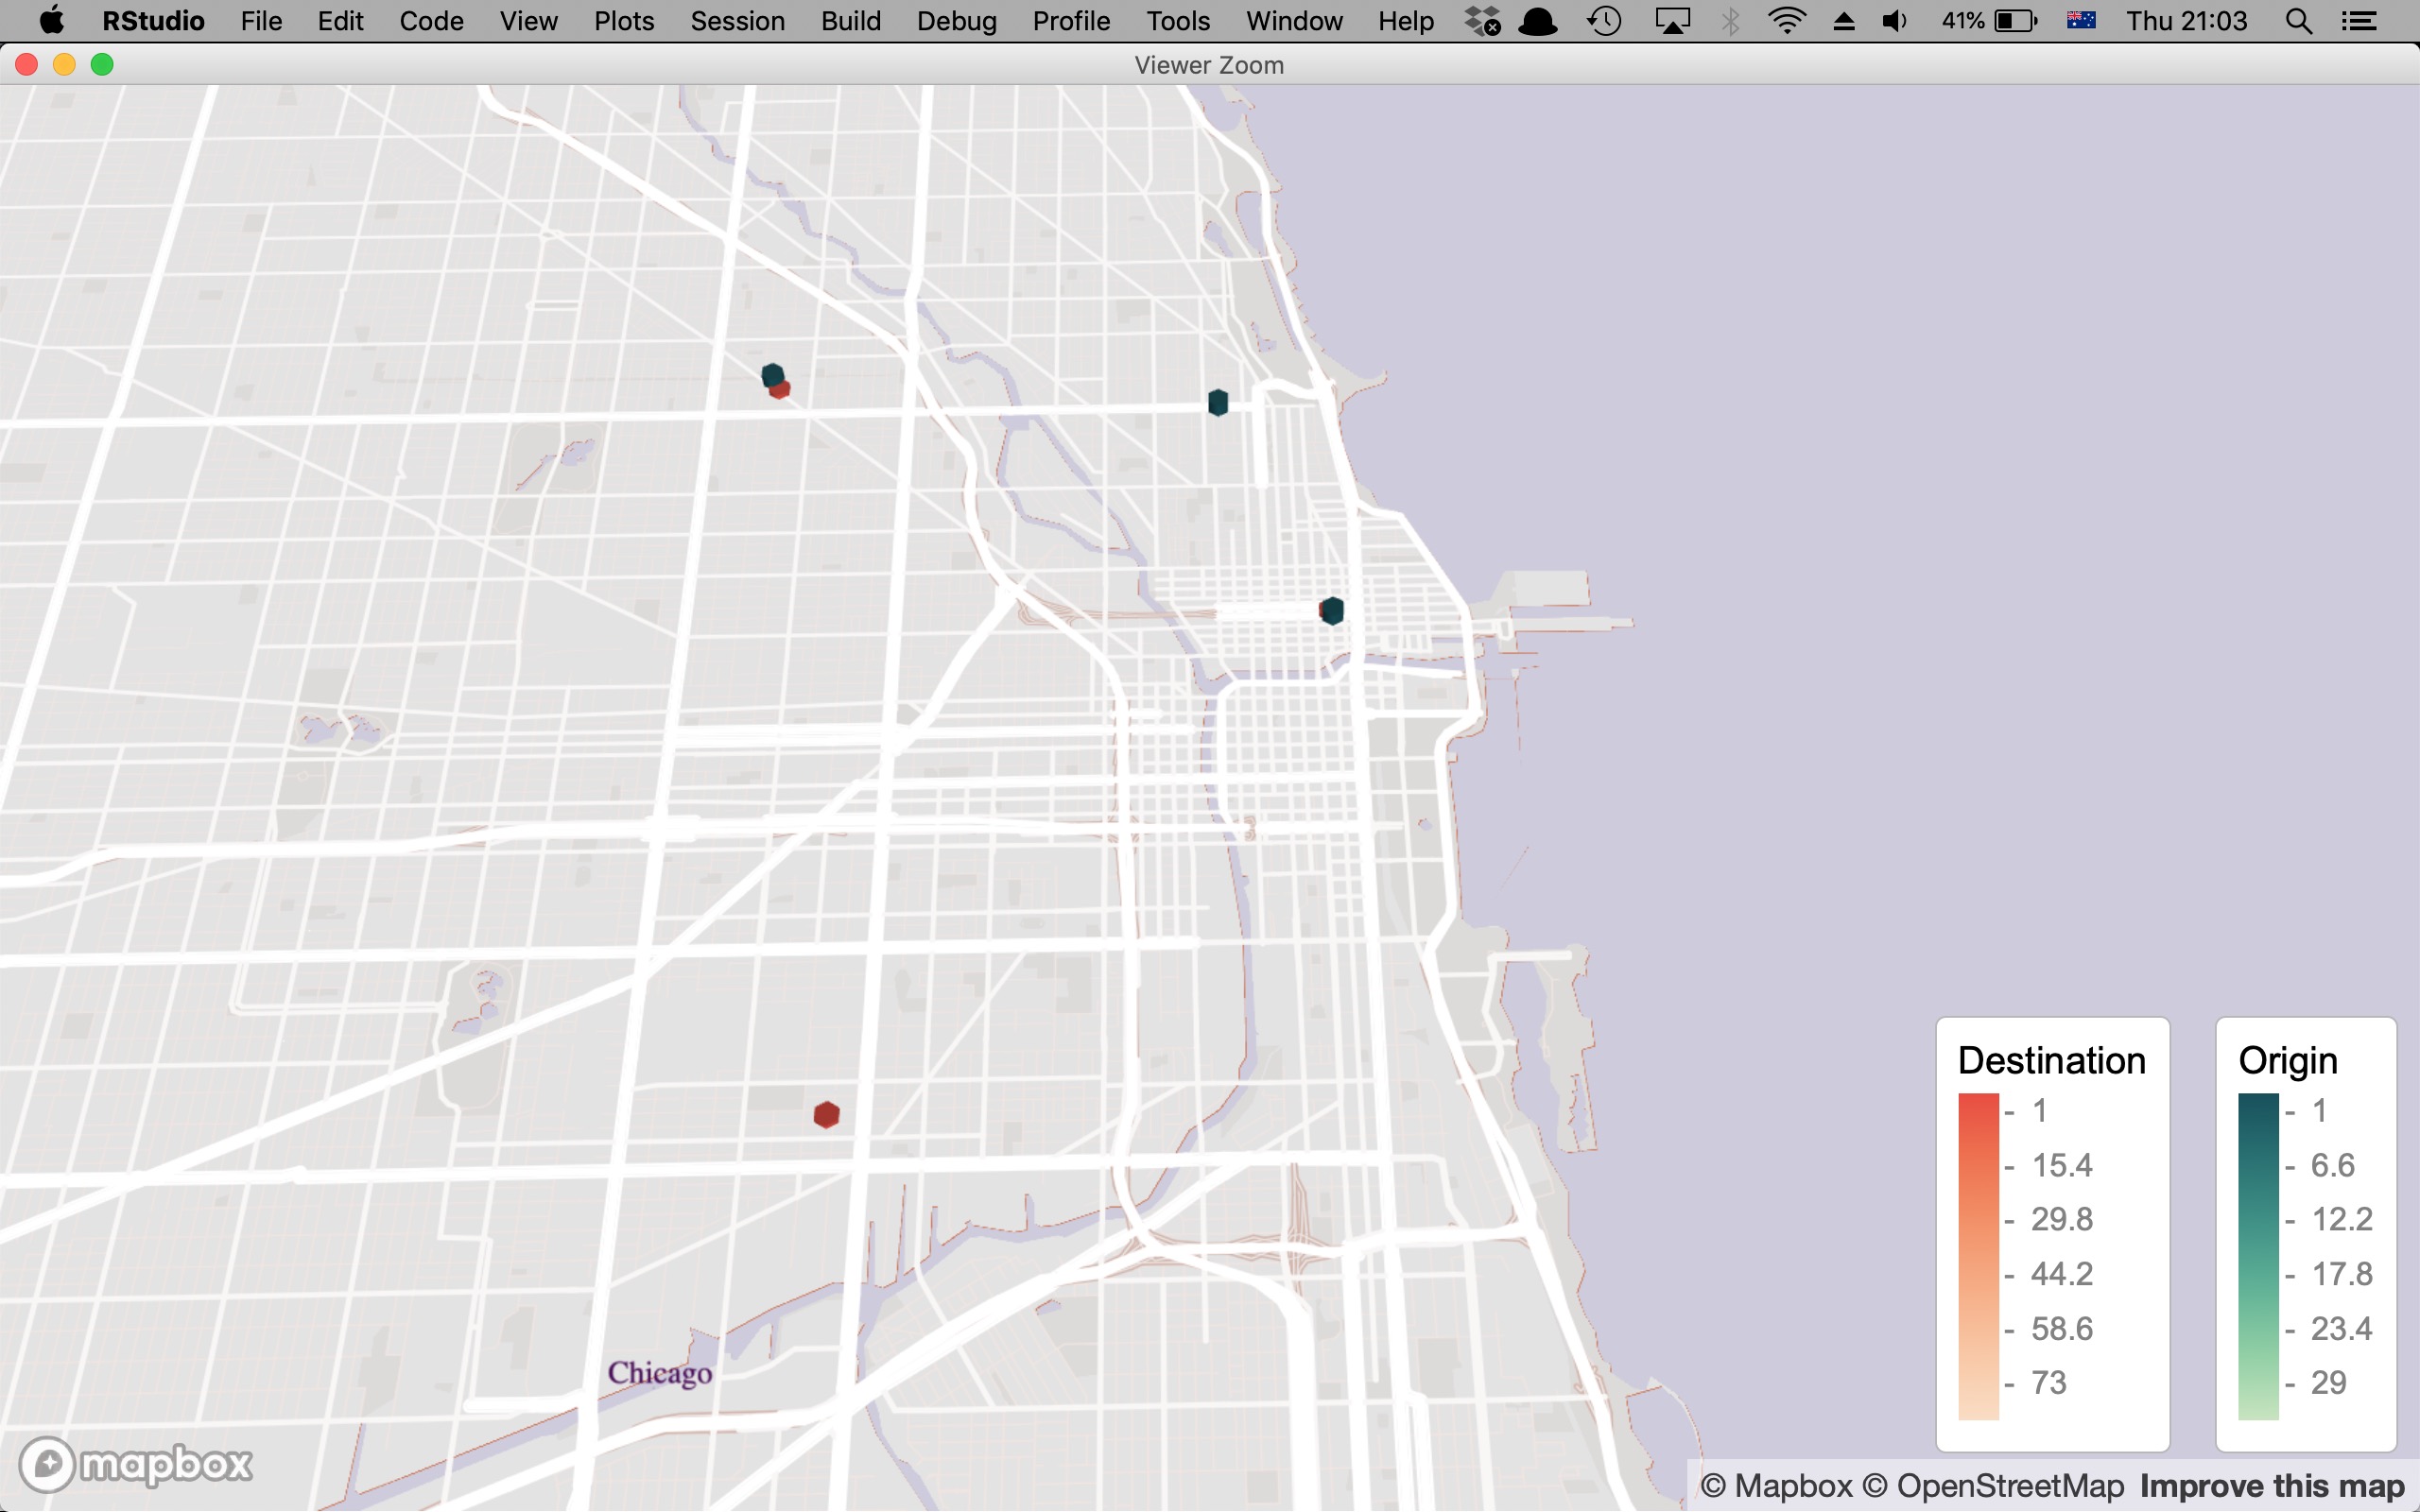 RStudio File Edit Code View Plots Session Build Debug Profile Tools Window Help 41% Thu 21:03
Viewer Zoom
Destination
- 1
- 15.4
- 29.8
- 44.2
- 58.6
- 73
Origin
- 1
- 6.6
- 12.2
- 17.8
- 23.4
- 29
Chicago
mapbox
© Mapbox © OpenStreetMap Improve this map